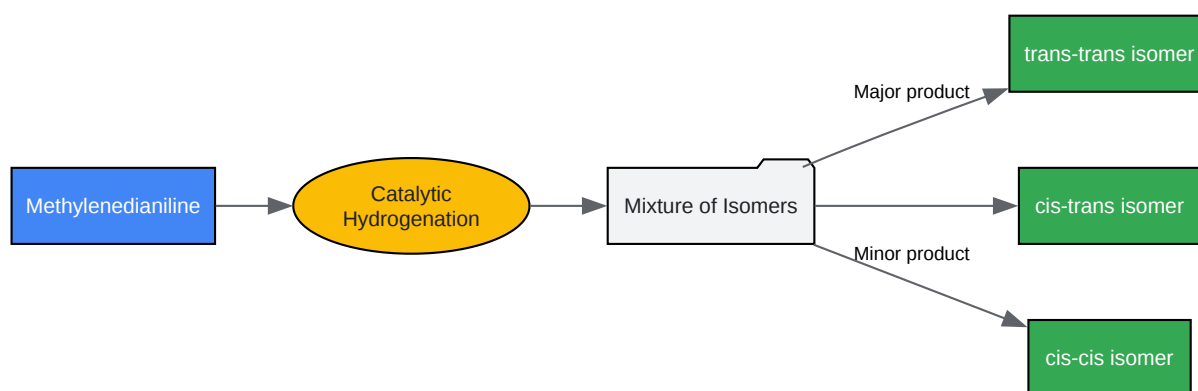 Methylenedianiline
Catalytic
Hydrogenation
Mixture of Isomers
Major product
trans-trans isomer
cis-trans isomer
Minor product
cis-cis isomer